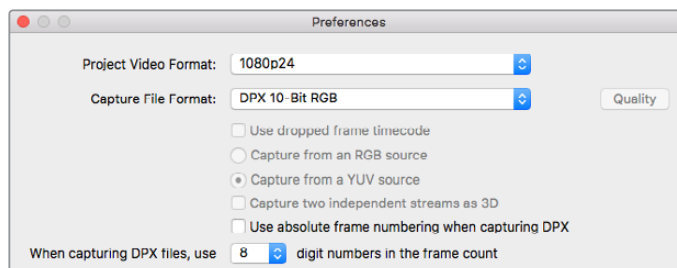 Preferences
Project Video Format: 1080p24
Capture File Format: DPX 10-Bit RGB Quality
Use dropped frame timecode
Capture from an RGB source
Capture from a YUV source
Capture two independent streams as 3D
Use absolute frame numbering when capturing DPX
When capturing DPX files, use 8 digit numbers in the frame count